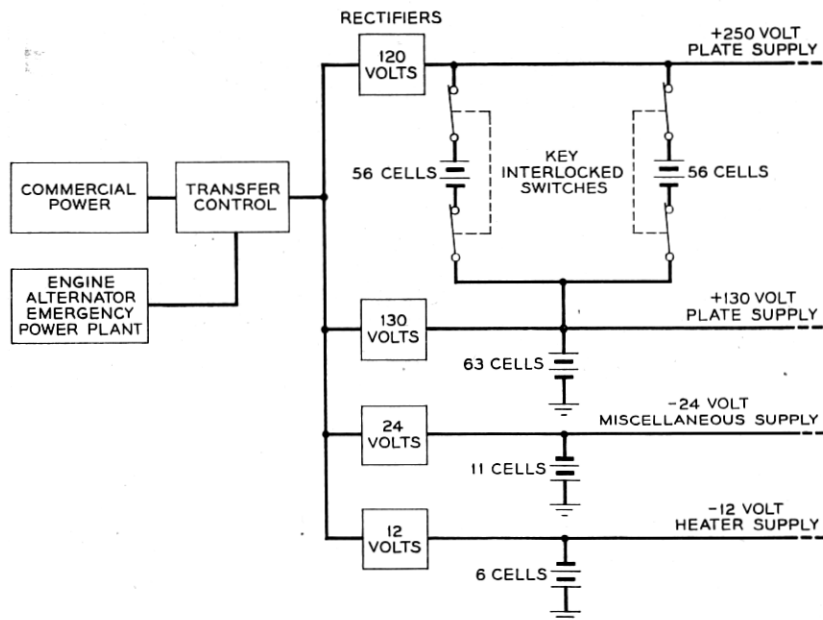 RECTIFIERS
120
VOLTS
+250 VOLT
PLATE SUPPLY
56 CELLS
KEY
INTERLOCKED
SWITCHES
56 CELLS
COMMERCIAL
POWER
TRANSFER
CONTROL
ENGINE
ALTERNATOR
EMERGENCY
POWER PLANT
130
VOLTS
+130 VOLT
PLATE SUPPLY
63 CELLS
24
VOLTS
-24 VOLT
MISCELLANEOUS SUPPLY
11 CELLS
12
VOLTS
-12 VOLT
HEATER SUPPLY
6 CELLS